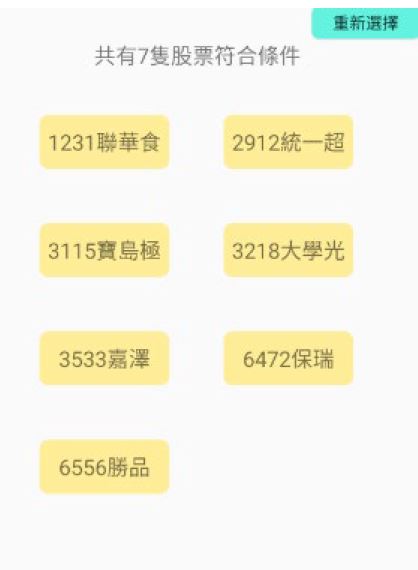 重新選擇
共有7隻股票符合條件
1231聯華食
2912統一超
3115寶島極
3218大學光
3533嘉澤
6472保瑞
6556勝品